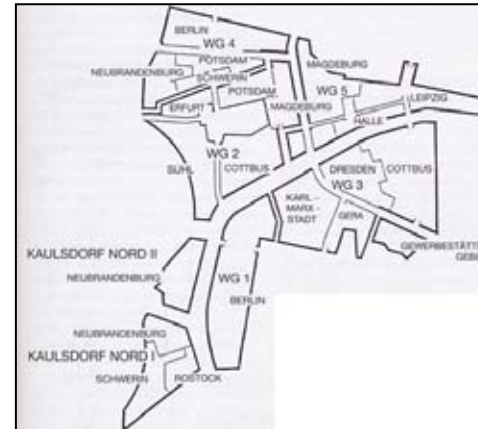 BERLIN
WG 4
POTSDAM
MAGDEBURG
NEUBRANDENBURG
SCHWERIN
POTSDAM
WG 5
LEIPZIG
ERFURT
MAGDEBURG
HALLE
WG 2
SUHL
COTTBUS
DRESDEN
COTTBUS
WG 3
KARL -
MARX -
STADT
GERA
GEWERBESTÄTTE
GEBI
KAULSDORF NORD II
NEUBRANDENBURG
WG 1
BERLIN
NEUBRANDENBURG
KAULSDORF NORD I
SCHWERIN
ROSTOCK